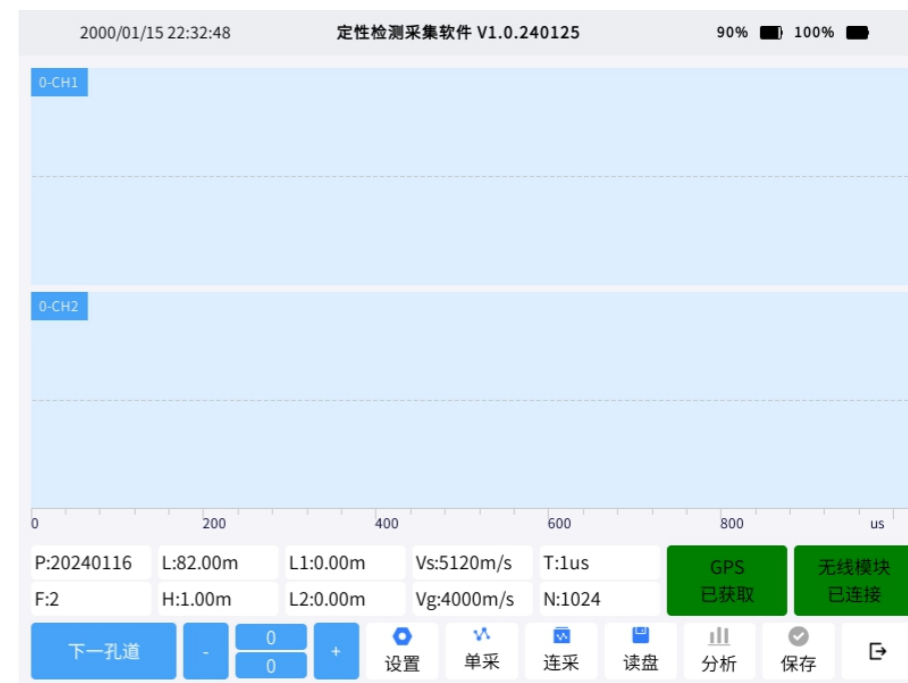 2000/01/15 22:32:48 定性检测采集软件 V1.0.240125 90% 100%
0-CH1
0-CH2
0 200 400 600 800 us
P:20240116 L:82.00m L1:0.00m Vs:5120m/s T:1us GPS 无线模块
F:2 H:1.00m L2:0.00m Vg:4000m/s N:1024 已获取 已连接
下一孔道 - 0 + 设置 单采 连采 读盘 分析 保存
0